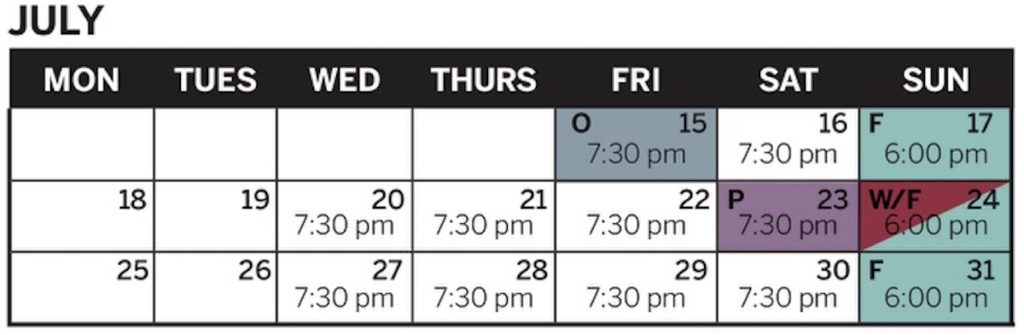 JULY
MON TUES WED THURS FRI SAT SUN
O 15 16 F 17
7:30 pm 7:30 pm 6:00 pm
18 19 20 21 22 P 23 W/F 24
7:30 pm 7:30 pm 7:30 pm 7:30 pm 6:00 pm
25 26 27 28 29 30 F 31
7:30 pm 7:30 pm 7:30 pm 7:30 pm 6:00 pm